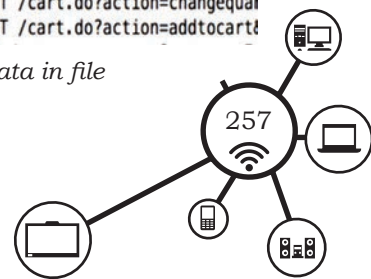 T /cart.do?action=changequa
T /cart.do?action=addtocart&
ata in file
257